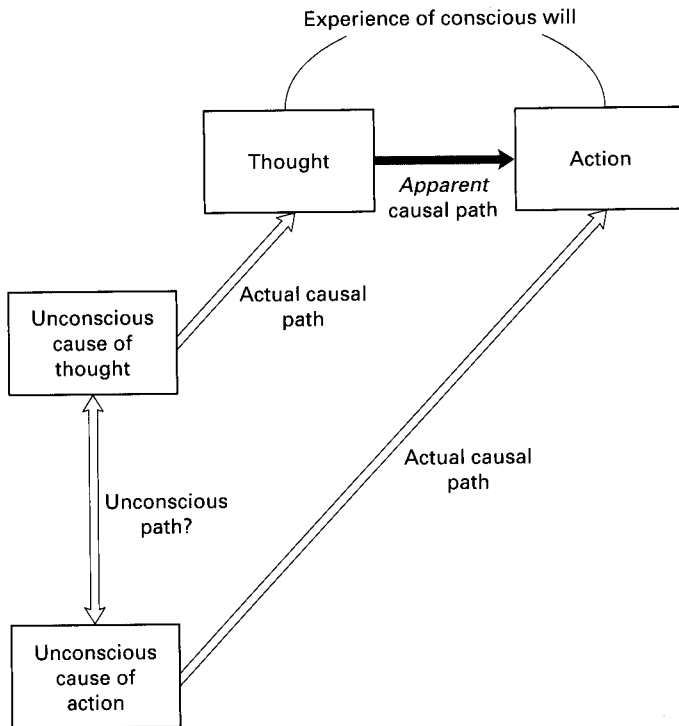 Experience of conscious will
Thought
Action
Apparent
causal path
Actual causal
path
Unconscious
cause of
thought
Actual causal
path
Unconscious
path?
Unconscious
cause of
action